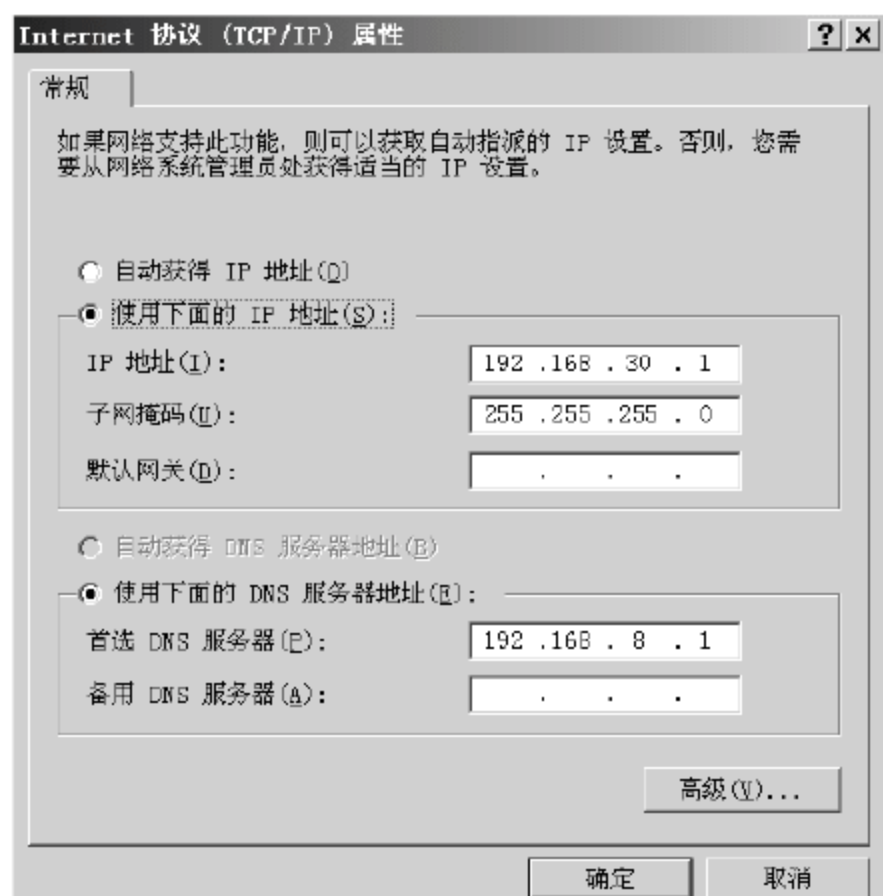 Internet 协议 (TCP/IP) 属性
常规
如果网络支持此功能，则可以获取自动指派的 IP 设置。否则，您需
要从网络系统管理员处获得适当的 IP 设置。
自动获得 IP 地址(O)
使用下面的 IP 地址(S):
IP 地址(I): 192 .168 . 30 . 1
子网掩码(U): 255 .255 .255 . 0
默认网关(D): . . .
自动获得 DNS 服务器地址(B)
使用下面的 DNS 服务器地址(E):
首选 DNS 服务器(P): 192 .168 . 8 . 1
备用 DNS 服务器(A): . . .
高级(V)...
确定 取消